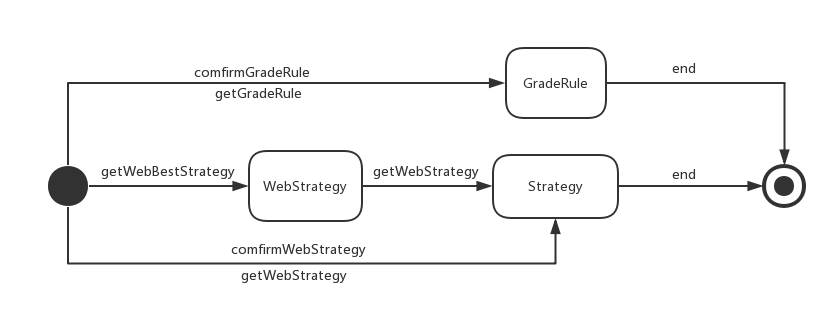 comfirmGradeRule
getGradeRule
GradeRule
end
getWebBestStrategy
WebStrategy
getWebStrategy
Strategy
end
comfirmWebStrategy
getWebStrategy